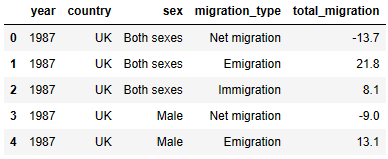 year country sex migration_type total_migration
0 1987 UK Both sexes Net migration -13.7
1 1987 UK Both sexes Emigration 21.8
2 1987 UK Both sexes Immigration 8.1
3 1987 UK Male Net migration -9.0
4 1987 UK Male Emigration 13.1